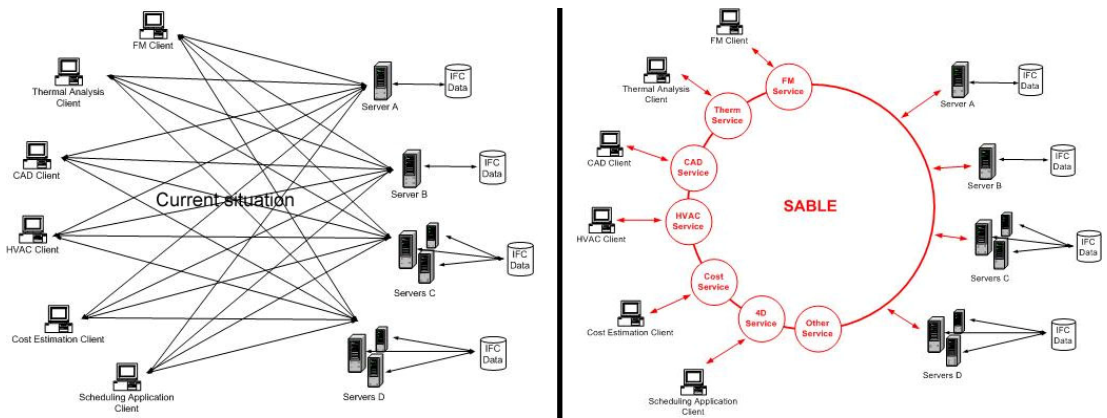 FM Client
Thermal Analysis
Client
CAD Client
HVAC Client
Cost Estimation Client
Scheduling Application
Client
Current situation
Server A
IFC
Data
Server B
IFC
Data
Servers C
IFC
Data
Servers D
IFC
Data
FM Client
Thermal Analysis
Client
CAD Client
HVAC Client
Cost Estimation Client
Scheduling Application
Client
FM
Service
Therm
Service
CAD
Service
HVAC
Service
Cost
Service
4D
Service
Other
Service
SABLE
Server A
IFC
Data
Server B
IFC
Data
Servers C
IFC
Data
Servers D
IFC
Data